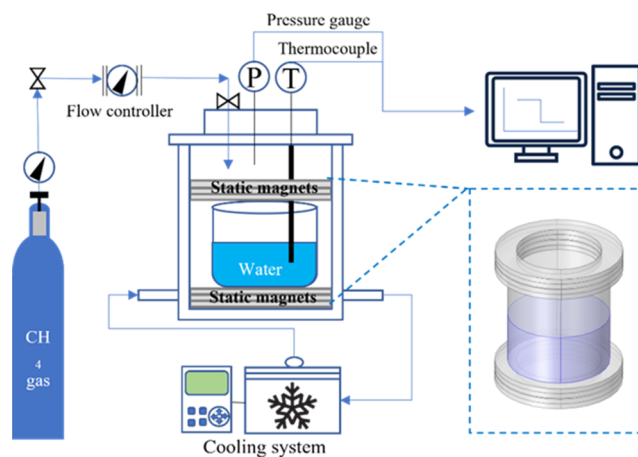 Pressure gauge
Thermocouple
P
T
Flow controller
Static magnets
Water
Static magnets
CH
4
gas
Cooling system